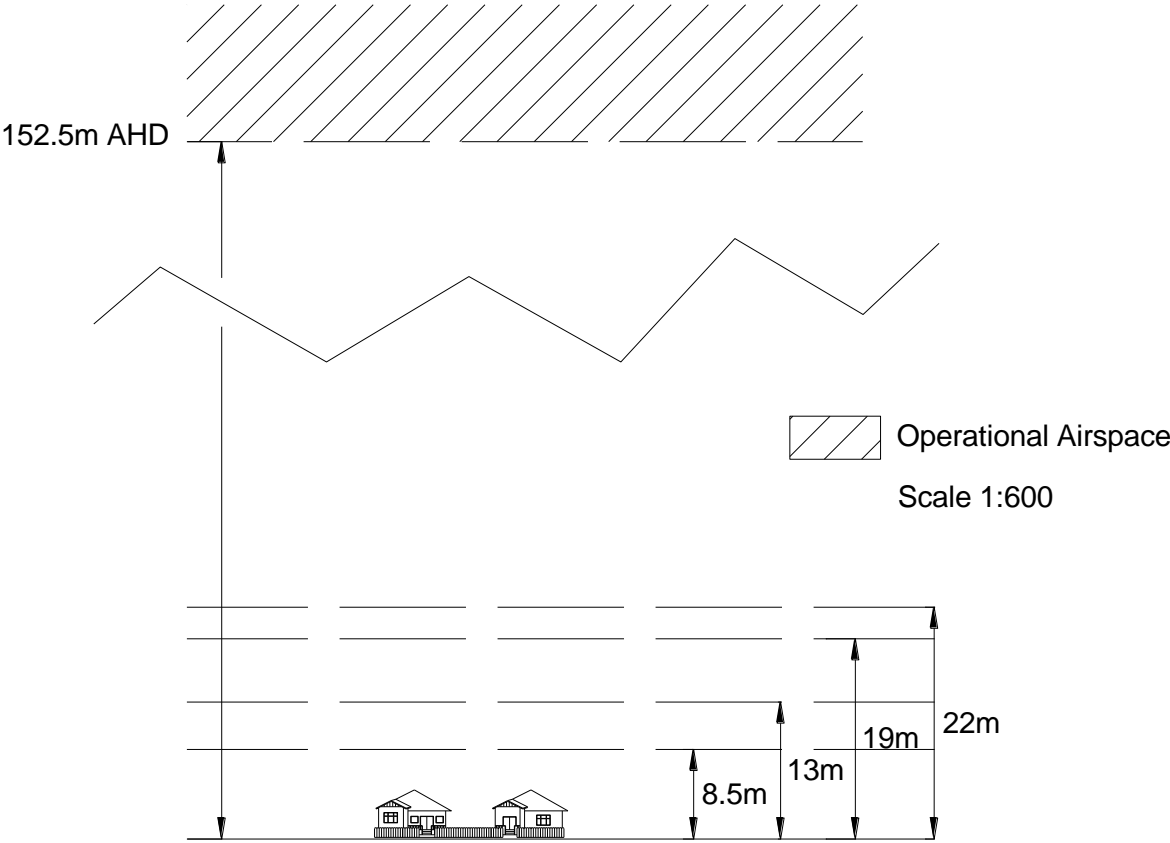 152.5m AHD
Operational Airspace
Scale 1:600
22m
19m
13m
8.5m